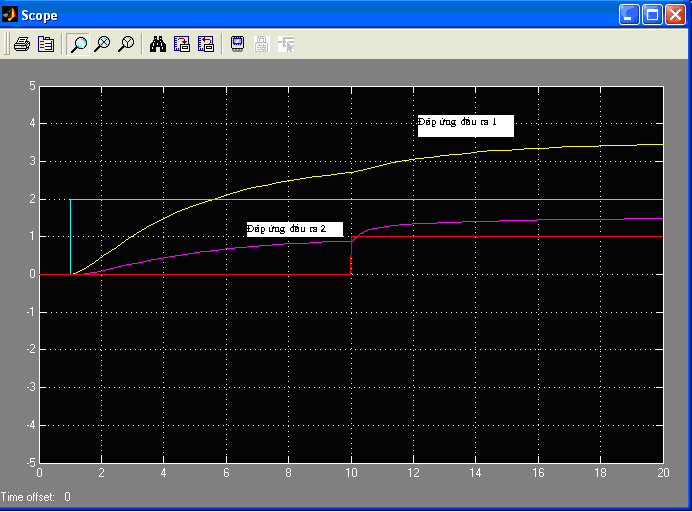 Scope
5
4
3
2
1
0
-1
-2
-3
-4
-5
Đáp ứng đầu ra 1
Đáp ứng đầu ra 2
0 2 4 6 8 10 12 14 16 18 20
Time offset: 0